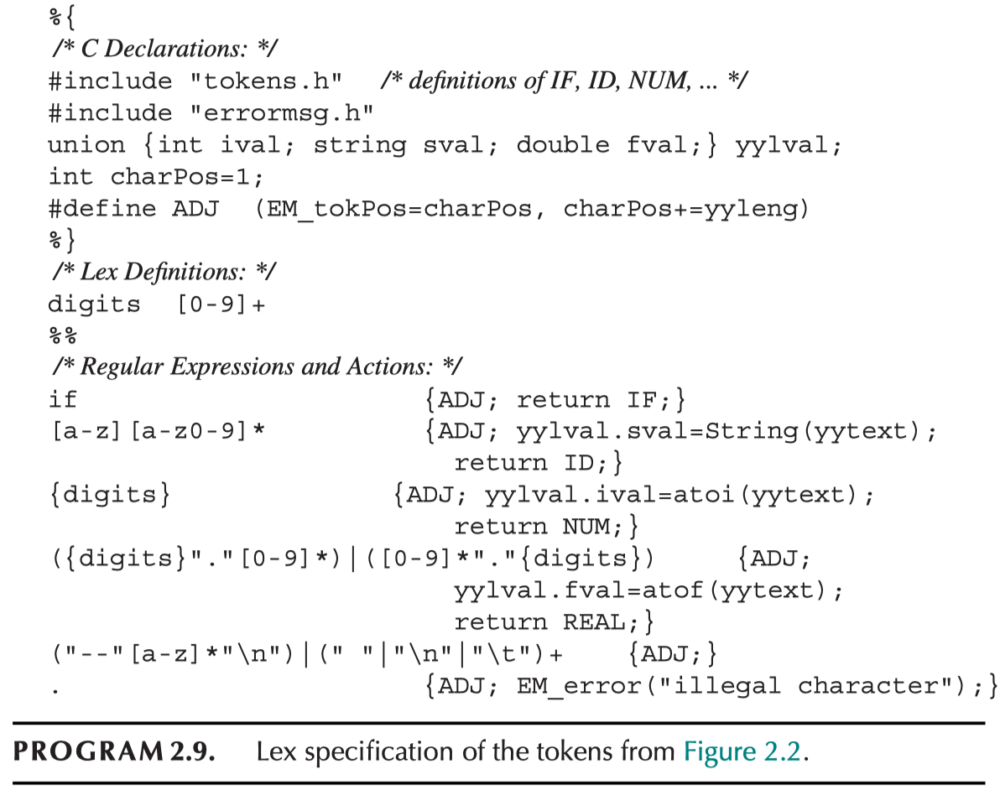 %{
/* C Declarations: */
#include "tokens.h" /* definitions of IF, ID, NUM, ... */
#include "errormsg.h"
union {int ival; string sval; double fval;} yylval;
int charPos=1;
#define ADJ (EM_tokPos=charPos, charPos+=yyleng)
%}
/* Lex Definitions: */
digits [0-9]+
%%
/* Regular Expressions and Actions: */
if {ADJ; return IF;}
[a-z][a-z0-9]* {ADJ; yylval.sval=String(yytext);
return ID;}
{digits} {ADJ; yylval.ival=atoi(yytext);
return NUM;}
({digits}"."[0-9]*)|([0-9]*"."{digits}) {ADJ;
yylval.fval=atof(yytext);
return REAL;}
("--"[a-z]*"\n")|(" "|"\n"|"\t")+ {ADJ;}
. {ADJ; EM_error("illegal character");}
PROGRAM 2.9. Lex specification of the tokens from Figure 2.2.